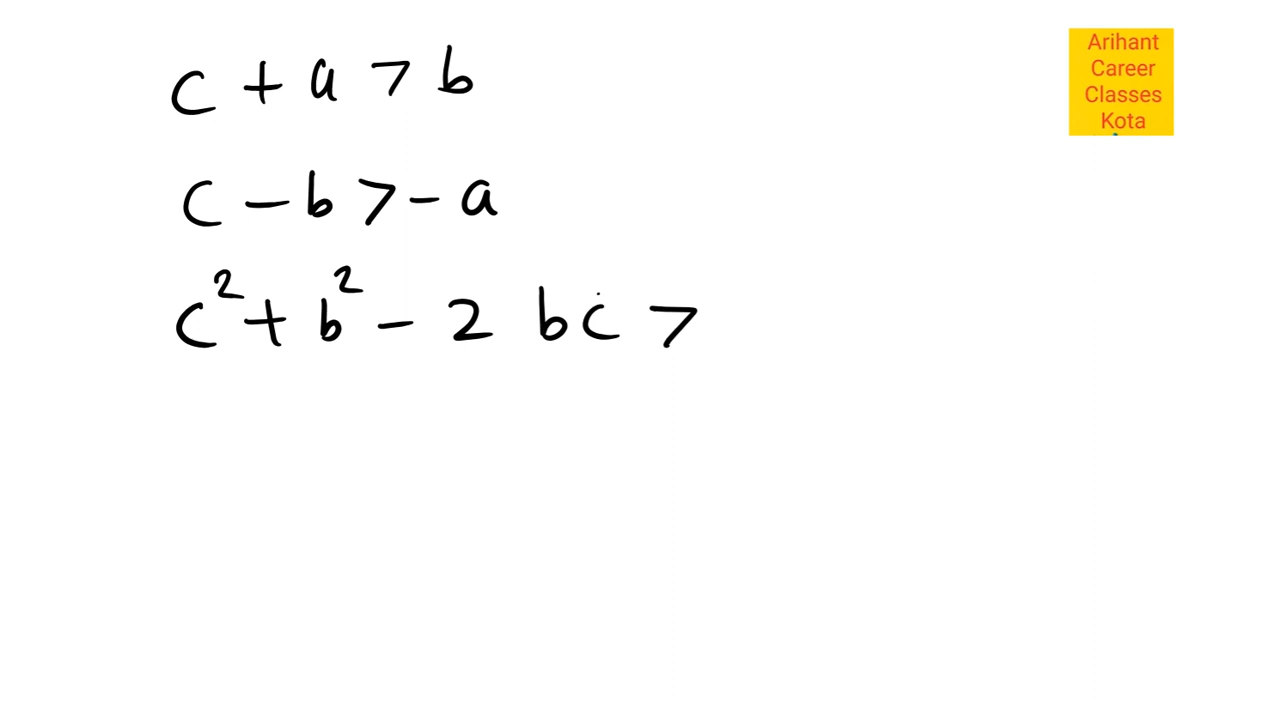 c + a > b
Arihant
Career
Classes
Kota
c - b > - a
c² + b² - 2 bc >